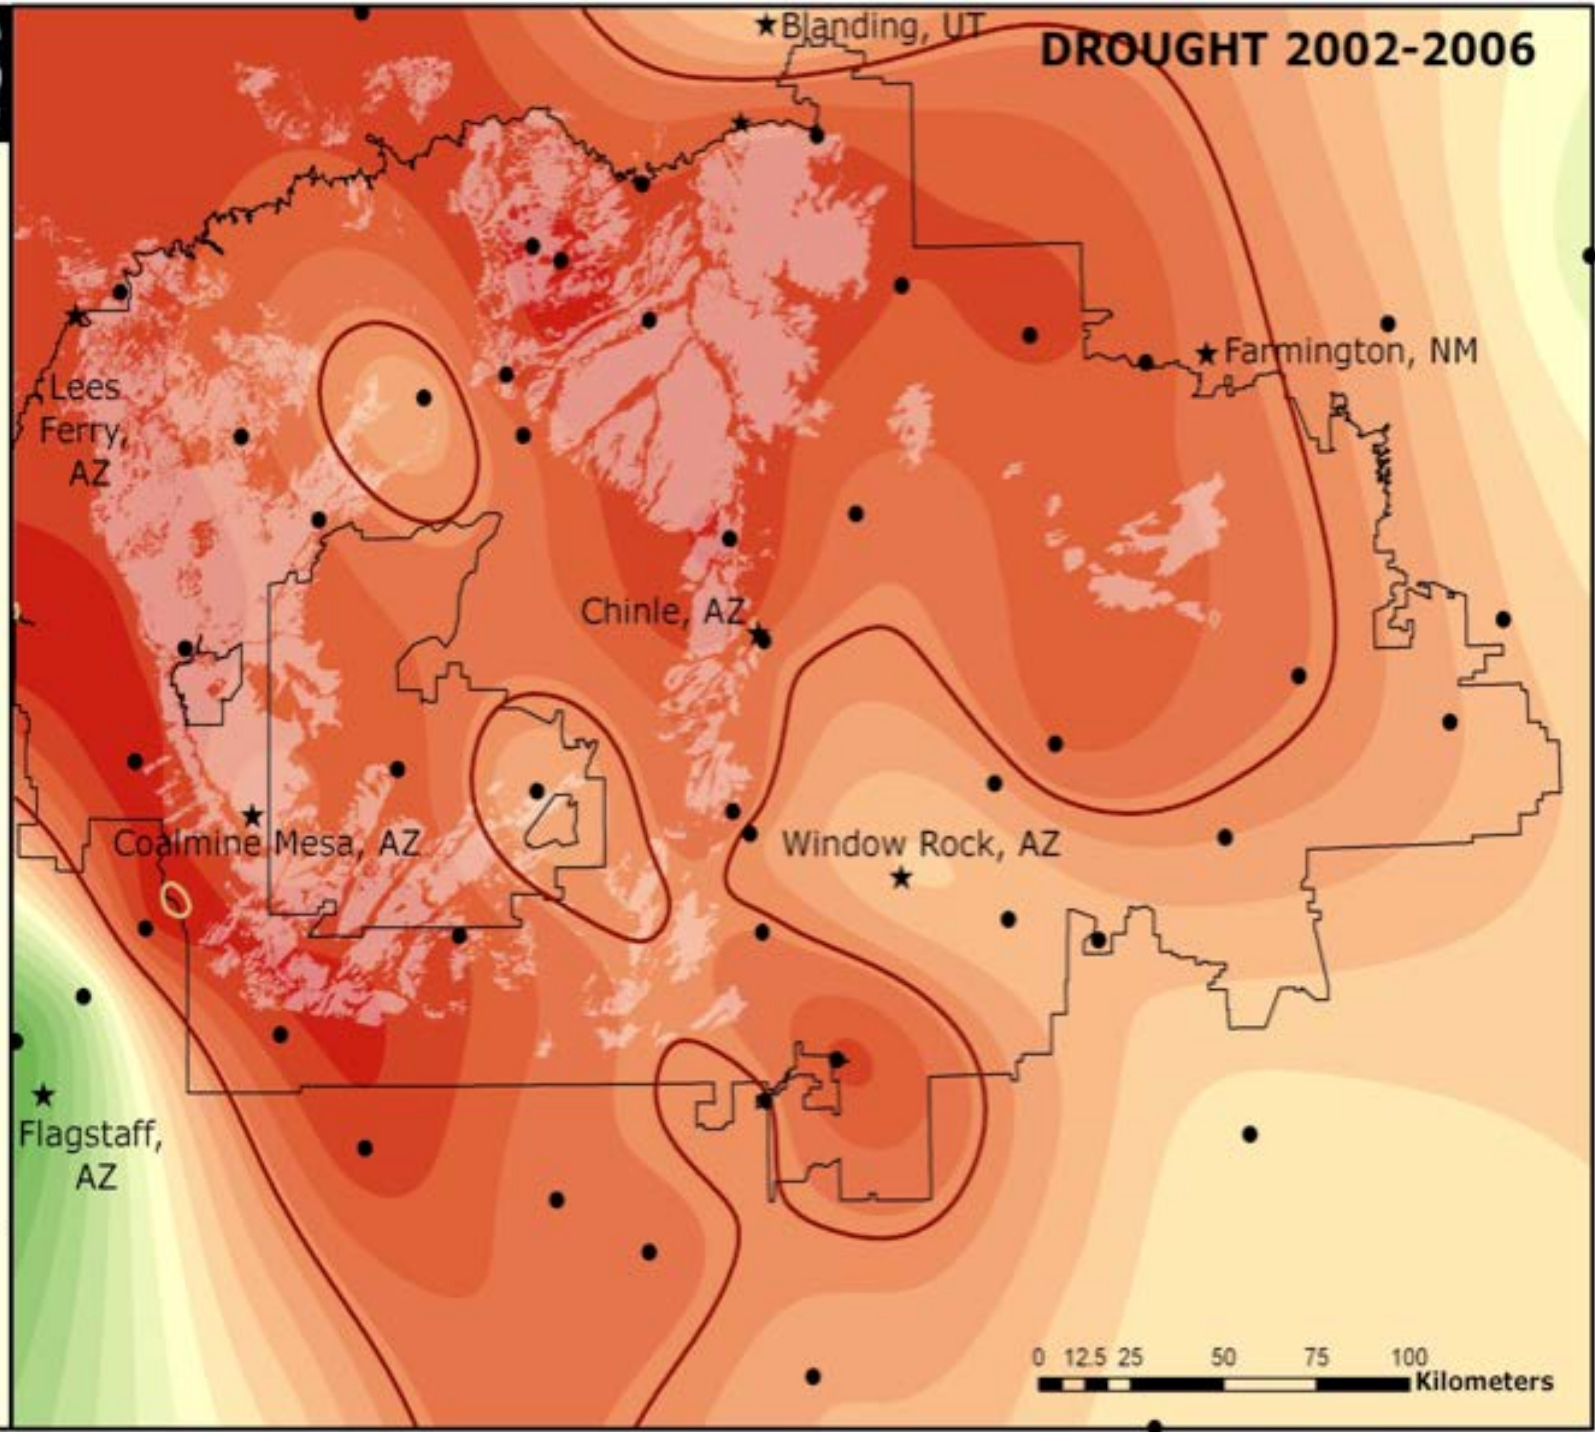 Blanding, UT
DROUGHT 2002-2006
Farmington, NM
Lees
Ferry,
AZ
Chinle, AZ
Coalmine Mesa, AZ
Window Rock, AZ
Flagstaff,
AZ
0 12.5 25 50 75 100
Kilometers